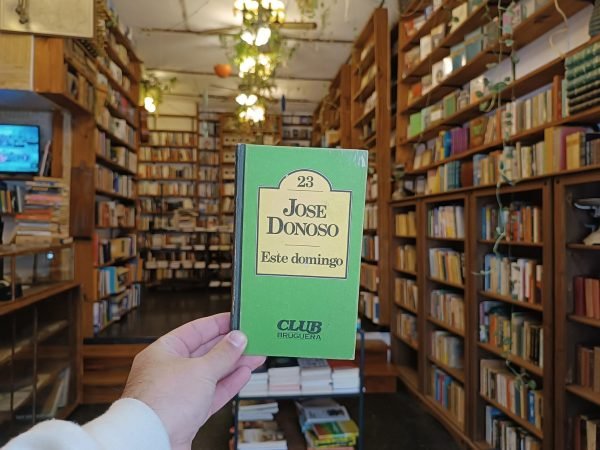 23
JOSE
DONOSO
Este domingo
CLUB
BRUGUERA